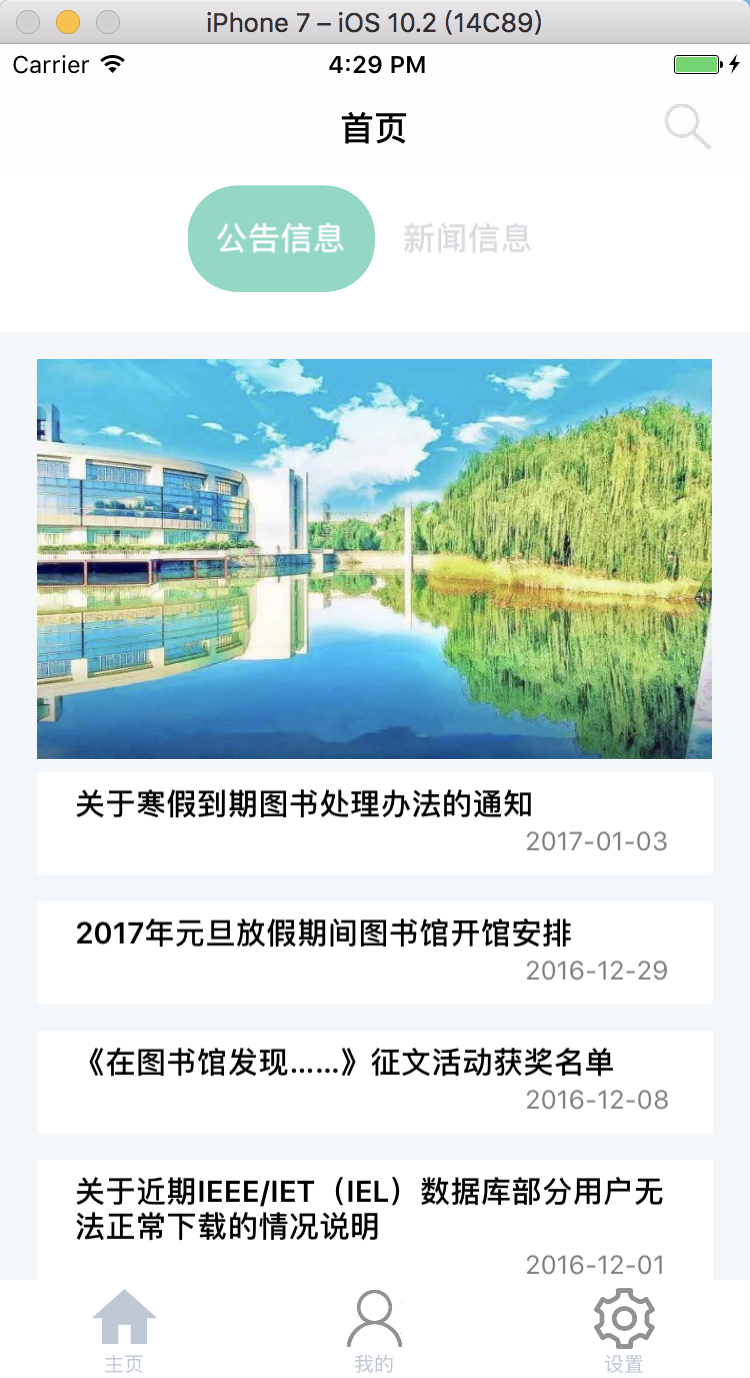 iPhone 7 – iOS 10.2 (14C89)
Carrier 4:29 PM
首页
公告信息 新闻信息
关于寒假到期图书处理办法的通知
2017-01-03
2017年元旦放假期间图书馆开馆安排
2016-12-29
《在图书馆发现……》征文活动获奖名单
2016-12-08
关于近期IEEE/IET（IEL）数据库部分用户无
法正常下载的情况说明
2016-12-01
主页 我的 设置